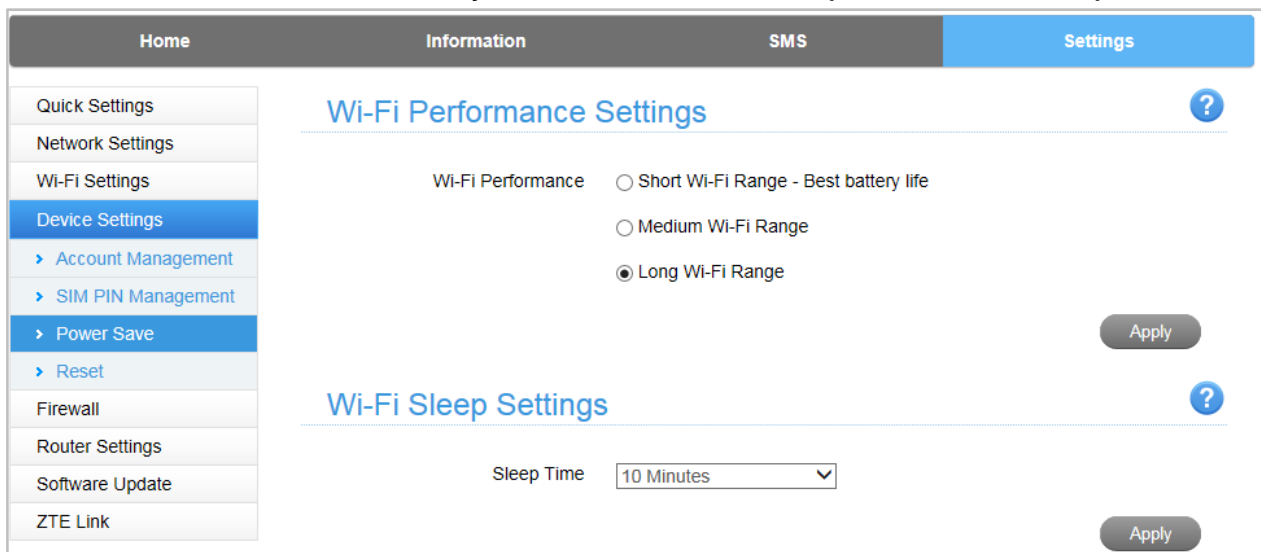 Home Information SMS Settings
Quick Settings
Network Settings
Wi-Fi Settings
Device Settings
Account Management
SIM PIN Management
Power Save
Reset
Firewall
Router Settings
Software Update
ZTE Link
Wi-Fi Performance Settings
?
Wi-Fi Performance
Short Wi-Fi Range - Best battery life
Medium Wi-Fi Range
Long Wi-Fi Range
Apply
Wi-Fi Sleep Settings
?
Sleep Time
10 Minutes
Apply